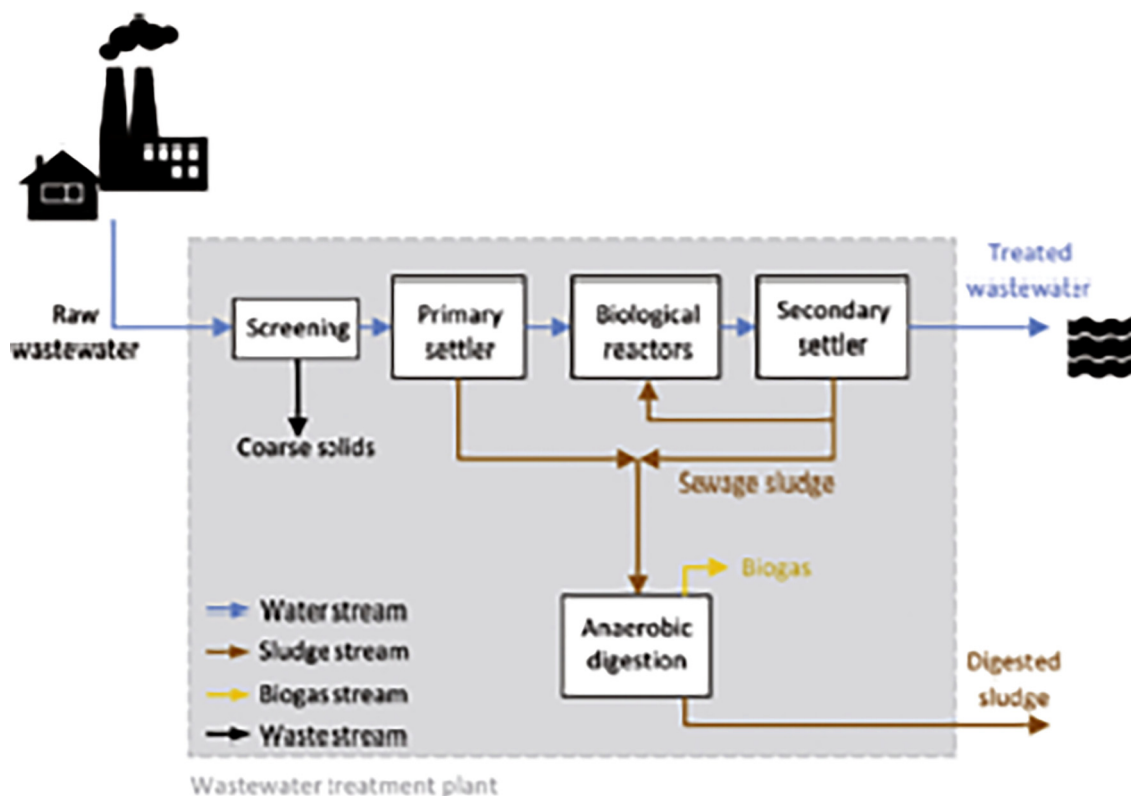 Treated
wastewater
Raw
wastewater
Screening
Primary
settler
Biological
reactors
Secondary
settler
Coarse solids
Sewage sludge
Biogas
Anaerobic
digestion
Water stream
Sludge stream
Biogas stream
Waste stream
Digested
sludge
Wastewater treatment plant